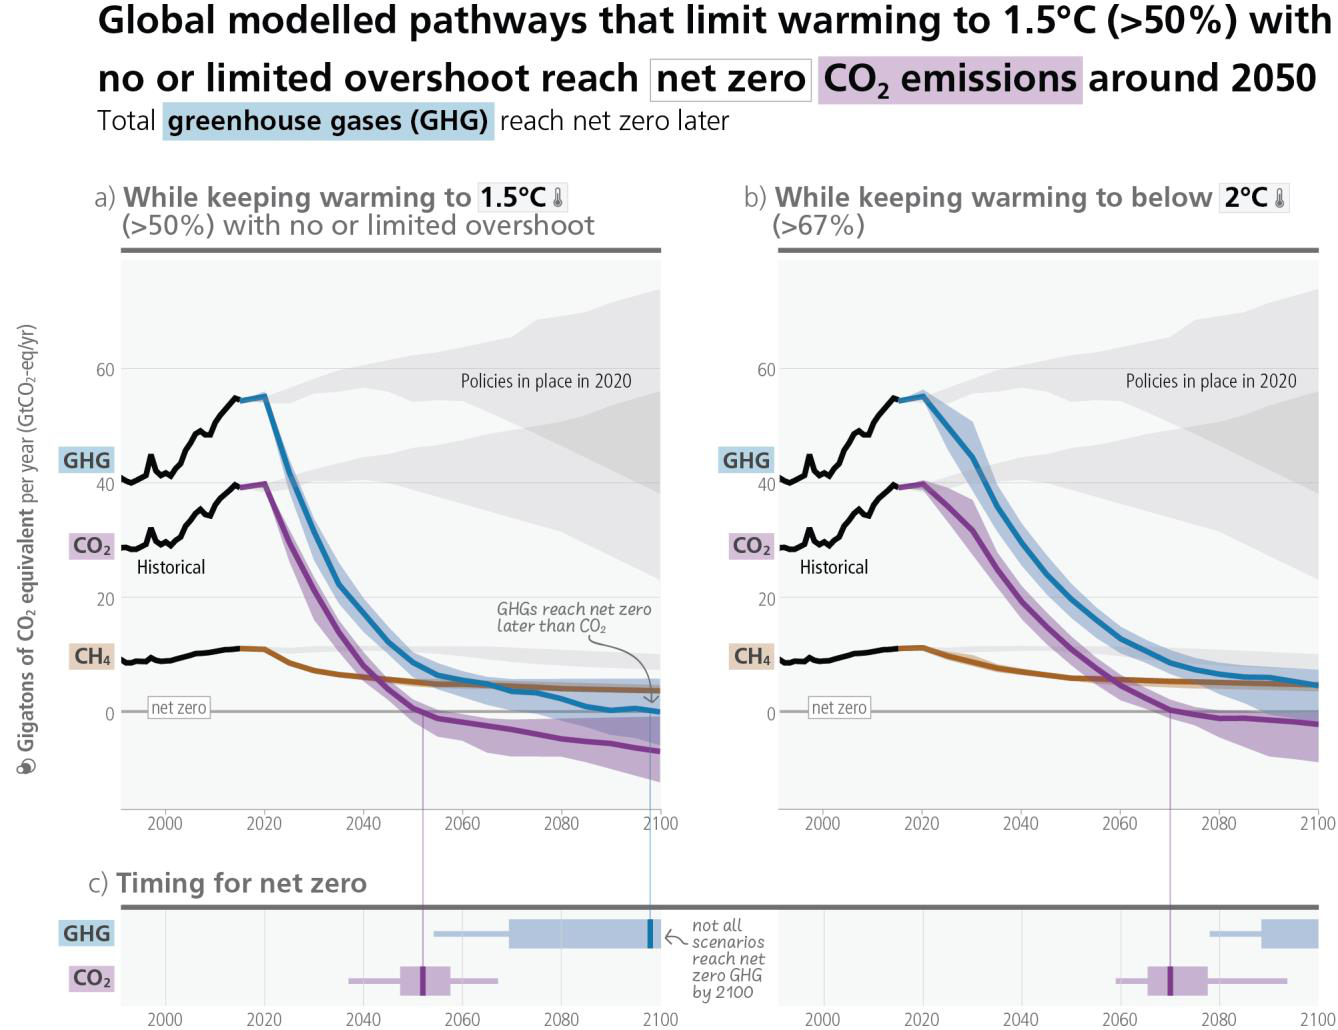 Global modelled pathways that limit warming to 1.5°C (>50%) with
no or limited overshoot reach net zero CO₂ emissions around 2050
Total greenhouse gases (GHG) reach net zero later
a) While keeping warming to 1.5°C
(>50%) with no or limited overshoot
b) While keeping warming to below 2°C
(>67%)
Gigatons of CO₂ equivalent per year (GtCO₂-eq/yr)
60
40
20
0
GHG
CO₂
CH₄
Historical
Policies in place in 2020
GHGs reach net zero
later than CO₂
net zero
2000 2020 2040 2060 2080 2100
60
40
20
0
GHG
CO₂
CH₄
Historical
Policies in place in 2020
net zero
2000 2020 2040 2060 2080 2100
c) Timing for net zero
GHG
CO₂
not all
scenarios
reach net
zero GHG
by 2100
2000 2020 2040 2060 2080 2100
2000 2020 2040 2060 2080 2100